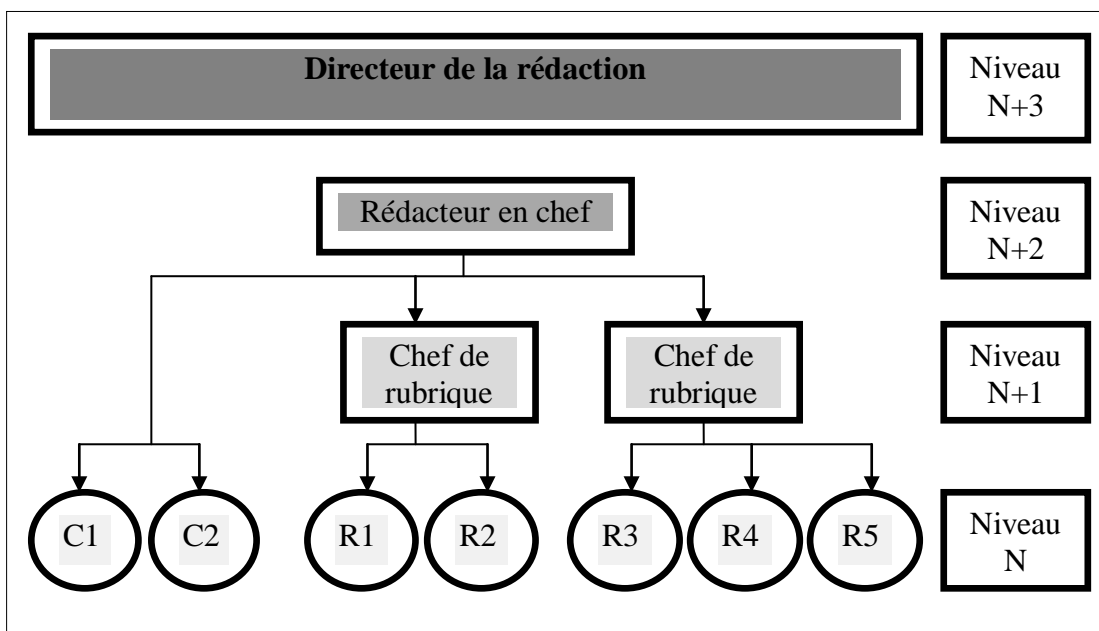 Directeur de la rédaction
Niveau
N+3
Rédacteur en chef
Niveau
N+2
Chef de
rubrique
Chef de
rubrique
Niveau
N+1
C1
C2
R1
R2
R3
R4
R5
Niveau
N